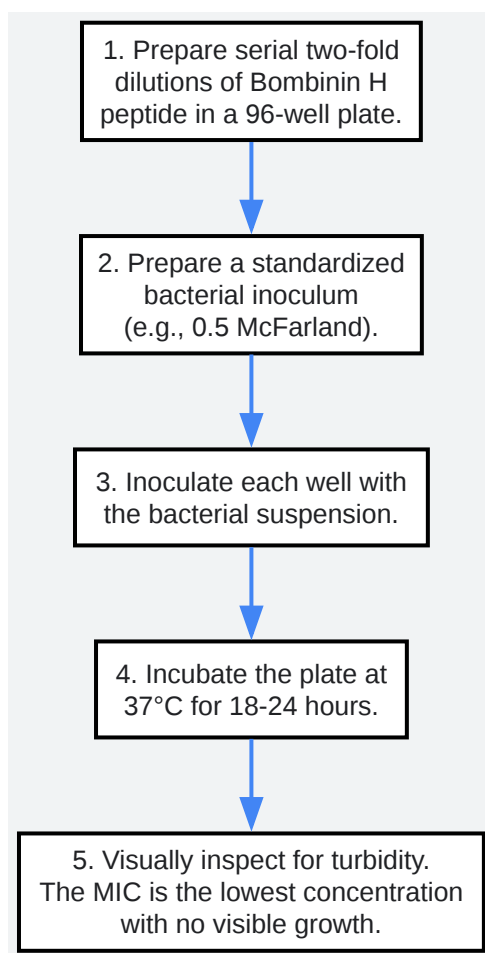 1. Prepare serial two-fold
dilutions of Bombinin H
peptide in a 96-well plate.
2. Prepare a standardized
bacterial inoculum
(e.g., 0.5 McFarland).
3. Inoculate each well with
the bacterial suspension.
4. Incubate the plate at
37°C for 18-24 hours.
5. Visually inspect for turbidity.
The MIC is the lowest concentration
with no visible growth.